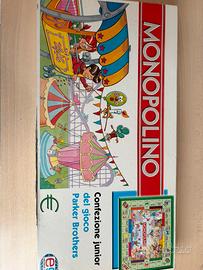 MONOPOLINO
Confezione junior
del gioco
Parker Brothers
€